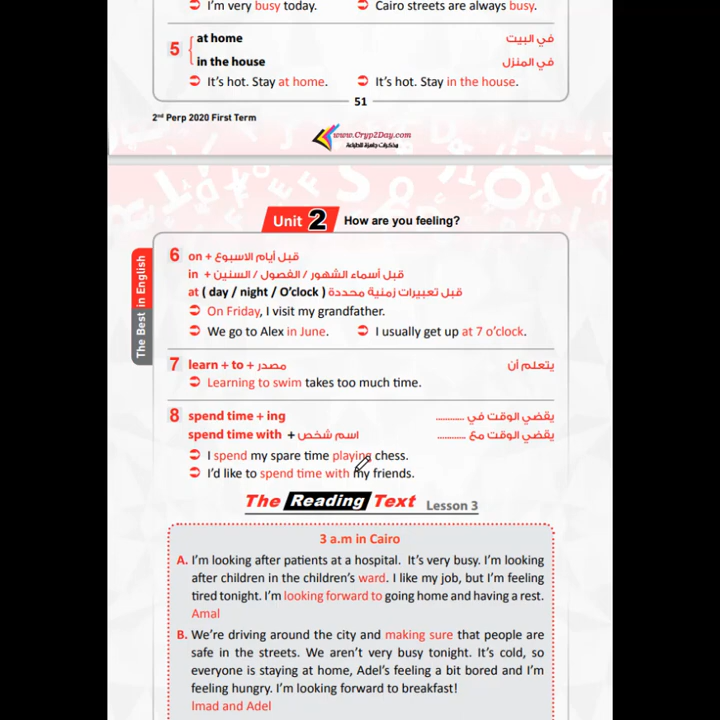 ➲ I'm very busy today. ➲ Cairo streets are always busy.
5 at home في البيت
in the house في المنزل
➲ It's hot. Stay at home. ➲ It's hot. Stay in the house.
51
2nd Perp 2020 First Term
www.Cryp2Day.com
مذكرات جاهزة للطباعة
Unit 2 How are you feeling?
The Best in English
6 on + قبل أيام الاسبوع
in + قبل أسماء الشهور / الفصول / السنين
at ( day / night / O'clock ) قبل تعبيرات زمنية محددة
➲ On Friday, I visit my grandfather.
➲ We go to Alex in June. ➲ I usually get up at 7 o'clock.
7 learn + to + مصدر يتعلم أن
➲ Learning to swim takes too much time.
8 spend time + ing يقضي الوقت في ............
spend time with + اسم شخص يقضي الوقت مع ............
➲ I spend my spare time playing chess.
➲ I'd like to spend time with my friends.
The Reading Text Lesson 3
3 a.m in Cairo
A. I'm looking after patients at a hospital. It's very busy. I'm looking
after children in the children's ward. I like my job, but I'm feeling
tired tonight. I'm looking forward to going home and having a rest.
Amal
B. We're driving around the city and making sure that people are
safe in the streets. We aren't very busy tonight. It's cold, so
everyone is staying at home, Adel's feeling a bit bored and I'm
feeling hungry. I'm looking forward to breakfast!
Imad and Adel